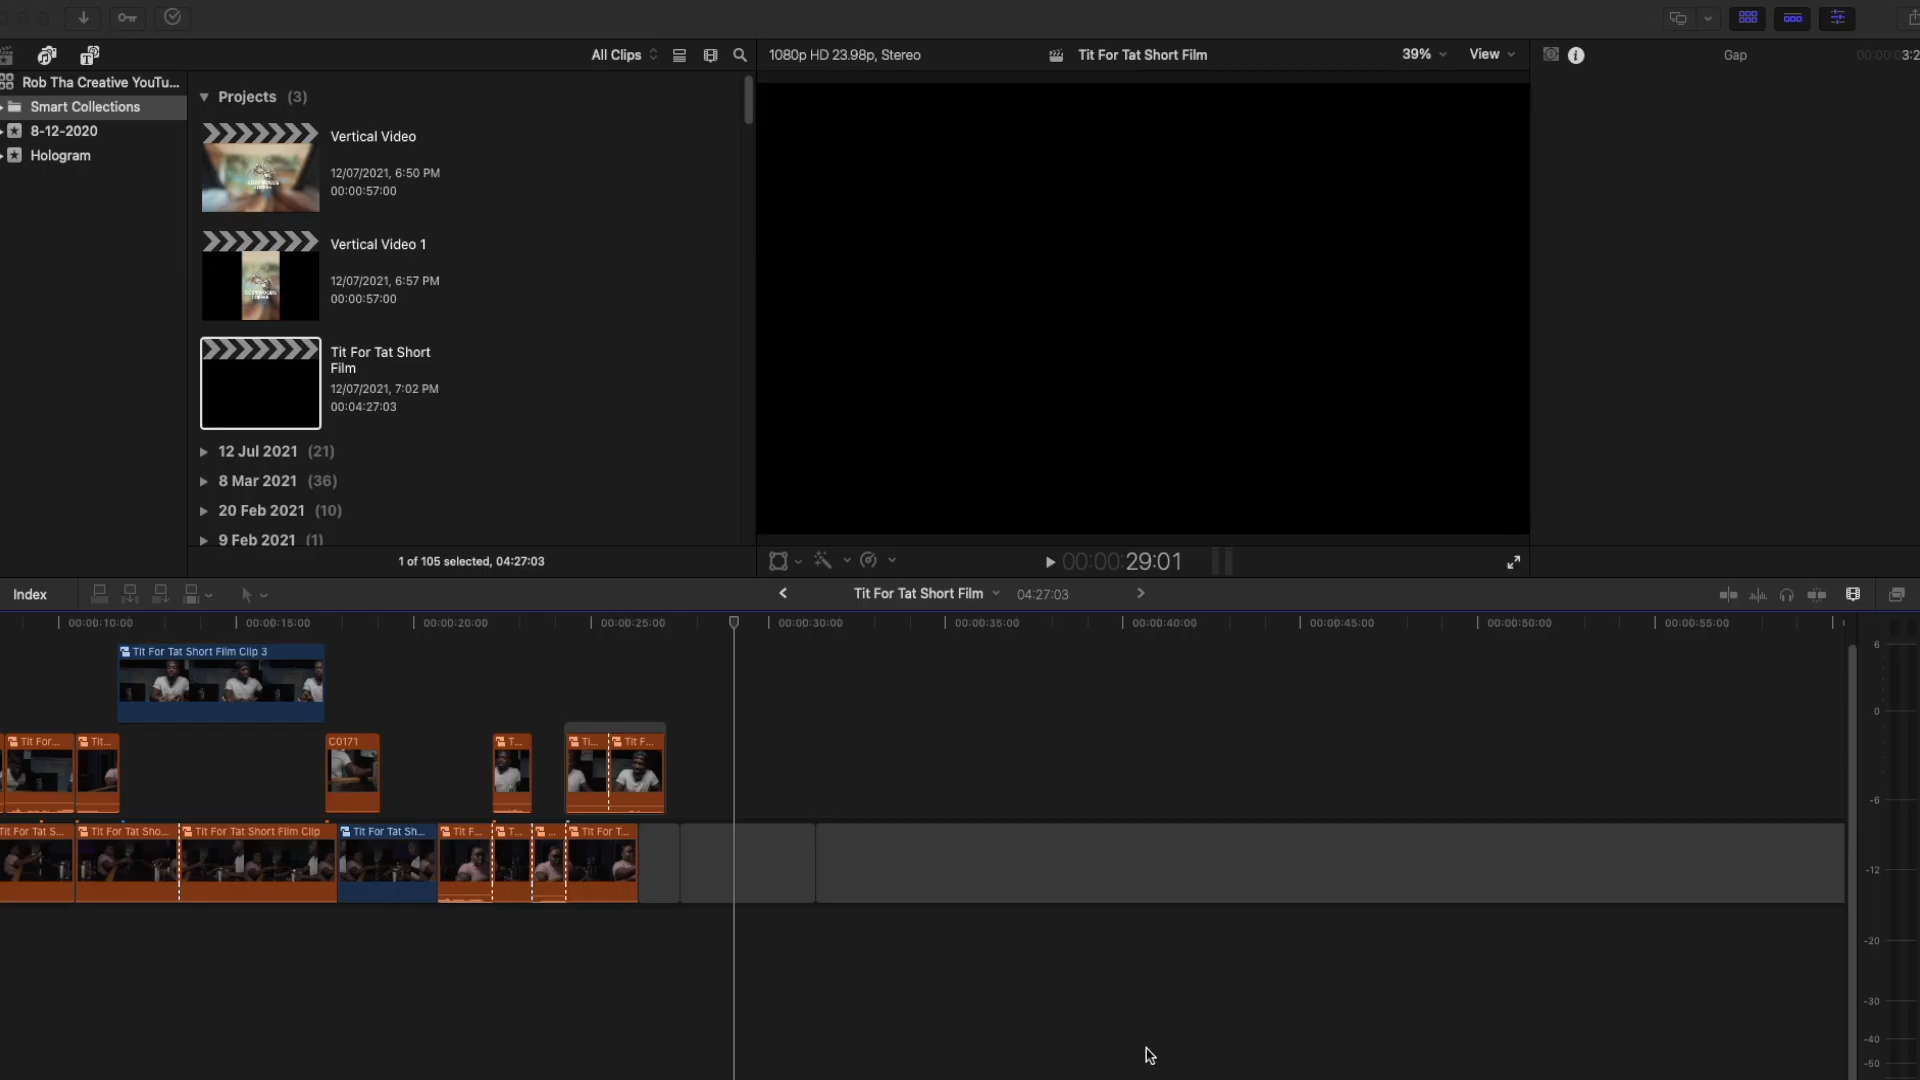 All Clips
1080p HD 23.98p, Stereo
Tit For Tat Short Film
39%
View
Gap
Rob Tha Creative YouTu...
Smart Collections
8-12-2020
Hologram
Projects (3)
Vertical Video
12/07/2021, 6:50 PM
00:00:57:00
Vertical Video 1
12/07/2021, 6:57 PM
00:00:57:00
Tit For Tat Short
Film
12/07/2021, 7:02 PM
00:04:27:03
12 Jul 2021 (21)
8 Mar 2021 (36)
20 Feb 2021 (10)
9 Feb 2021 (1)
1 of 105 selected, 04:27:03
00:00:29:01
Index
Tit For Tat Short Film
04:27:03
00:00:10:00
00:00:15:00
00:00:20:00
00:00:25:00
00:00:30:00
00:00:35:00
00:00:40:00
00:00:45:00
00:00:50:00
00:00:55:00
Tit For Tat Short Film Clip 3
Tit For...
Tit...
C0171
T...
Ti...
Tit F...
Tit For Tat S...
Tit For Tat Sho...
Tit For Tat Short Film Clip
Tit For Tat Sh...
Tit F...
T...
...
Tit For T...
6
0
-6
-12
-20
-30
-40
-50